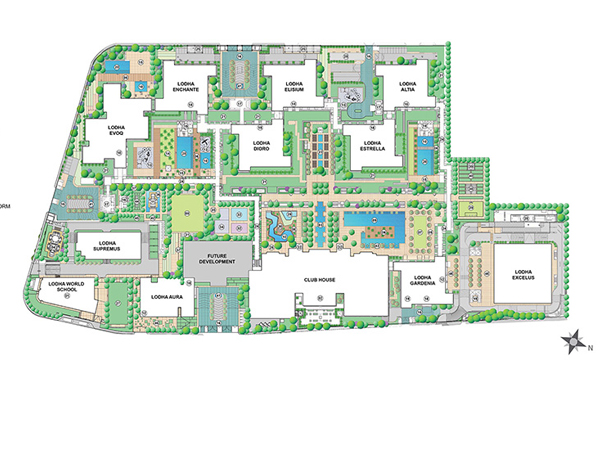 LODHA
ENCHANTE
LODHA
ELISIUM
LODHA
ALTIA
LODHA
EVOQ
LODHA
DIORO
LODHA
ESTRELLA
ORM
LODHA
SUPREMUS
FUTURE
DEVELOPMENT
LODHA WORLD
SCHOOL
LODHA AURA
CLUB HOUSE
LODHA
GARDENIA
LODHA
EXCELUS
N